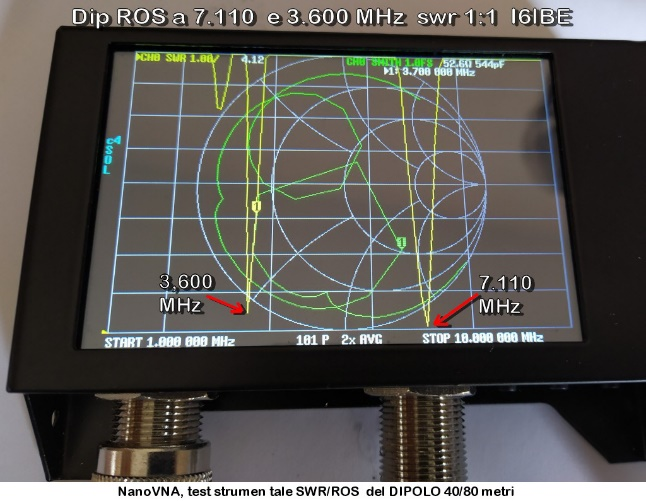 Dip ROS a 7.110 e 3.600 MHz swr 1:1 I6IBE
CH0 SWR 1.00/ 4.12
CH0 SMITH 1.0FS /52.6Ω 544pF
1: 3.700 000 MHz
c4
S
O
L
1
1
3,600
MHz
7.110
MHz
START 1.000 000 MHz 101 P 2x AVG STOP 10.000 000 MHz
NanoVNA, test strumen tale SWR/ROS del DIPOLO 40/80 metri